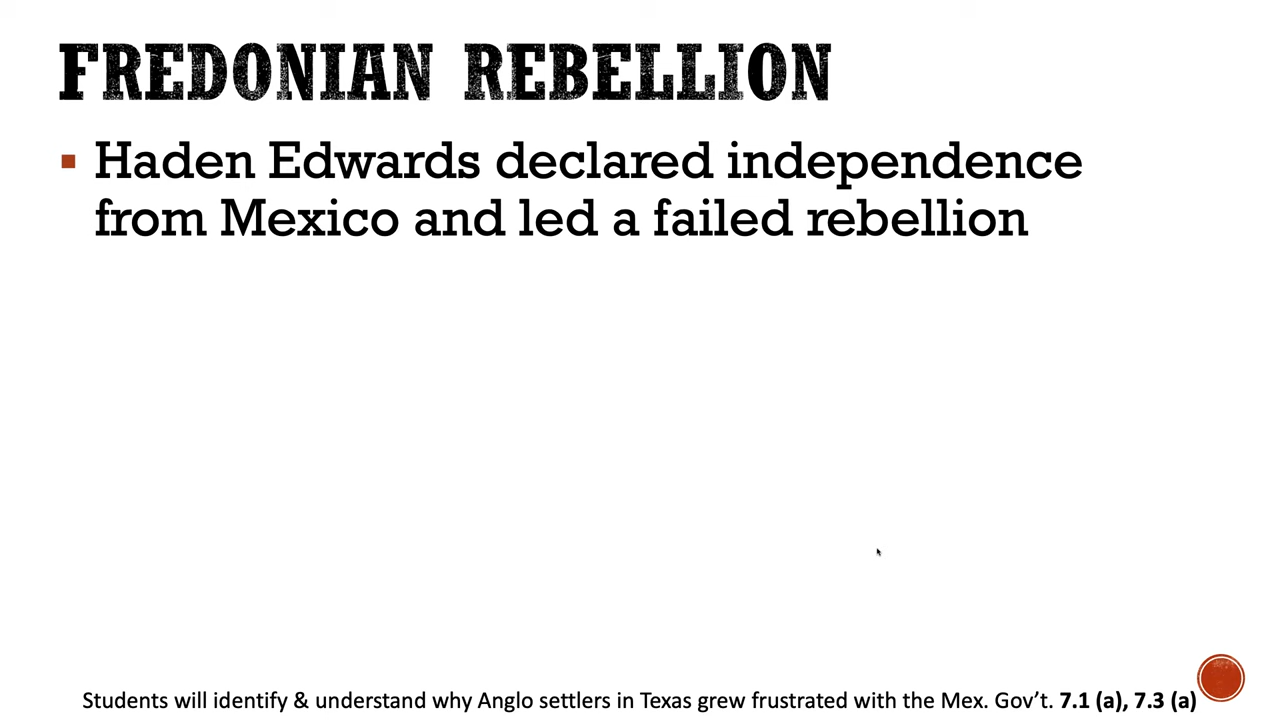 FREDONIAN REBELLION
▪ Haden Edwards declared independence
from Mexico and led a failed rebellion
Students will identify & understand why Anglo settlers in Texas grew frustrated with the Mex. Gov’t. 7.1 (a), 7.3 (a)